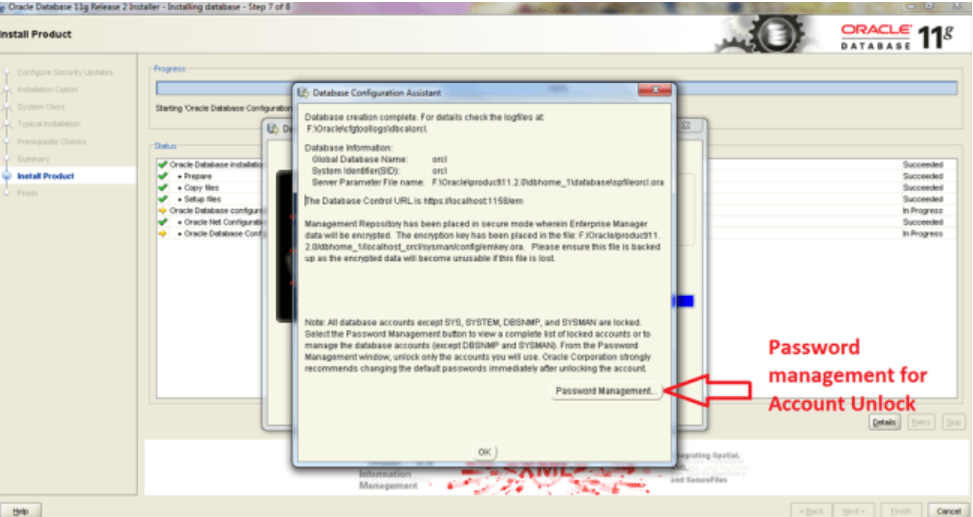 Oracle Database 11g Release 2 Installer - Installing database - Step 7 of 8
Install Product
ORACLE 11g
DATABASE
Configure Security Updates
Installation Option
System Class
Typical Installation
Prerequisite Checks
Summary
Install Product
Finish
Progress
Starting 'Oracle Database Configuration
Status
Oracle Database installatio
Succeeded
• Prepare
Succeeded
• Copy files
Succeeded
• Setup files
Succeeded
Oracle Database configura
In Progress
• Oracle Net Configuratio
Succeeded
• Oracle Database Conf
In Progress
Database Configuration Assistant
Database creation complete. For details check the logfiles at:
F:\Oracle\cfgtoollogs\dbca\orcl.
Database Information:
Global Database Name: orcl
System Identifier(SID): orcl
Server Parameter File name: F:\Oracle\product\11.2.0\dbhome_1\database\spfileorcl.ora
The Database Control URL is https://localhost:1158/em
Management Repository has been placed in secure mode wherein Enterprise Manager
data will be encrypted. The encryption key has been placed in the file: F:/Oracle/product/11.
2.0/dbhome_1/localhost_orcl/sysman/config/emkey.ora. Please ensure this file is backed
up as the encrypted data will become unusable if this file is lost.
Note: All database accounts except SYS, SYSTEM, DBSNMP, and SYSMAN are locked.
Select the Password Management button to view a complete list of locked accounts or to
manage the database accounts (except DBSNMP and SYSMAN). From the Password
Management window, unlock only the accounts you will use. Oracle Corporation strongly
recommends changing the default passwords immediately after unlocking the account.
Password Management...
OK
Password
management for
Account Unlock
Details
Retry
Skip
Information
Management
XML
Integrating Spatial,
and SecureFiles
Help
< Back
Next >
Finish
Cancel